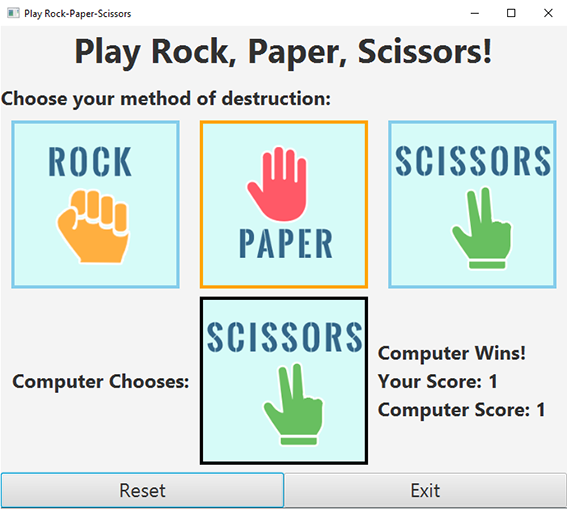 Play Rock-Paper-Scissors
Play Rock, Paper, Scissors!
Choose your method of destruction:
ROCK
PAPER
SCISSORS
Computer Chooses:
SCISSORS
Computer Wins!
Your Score: 1
Computer Score: 1
Reset
Exit